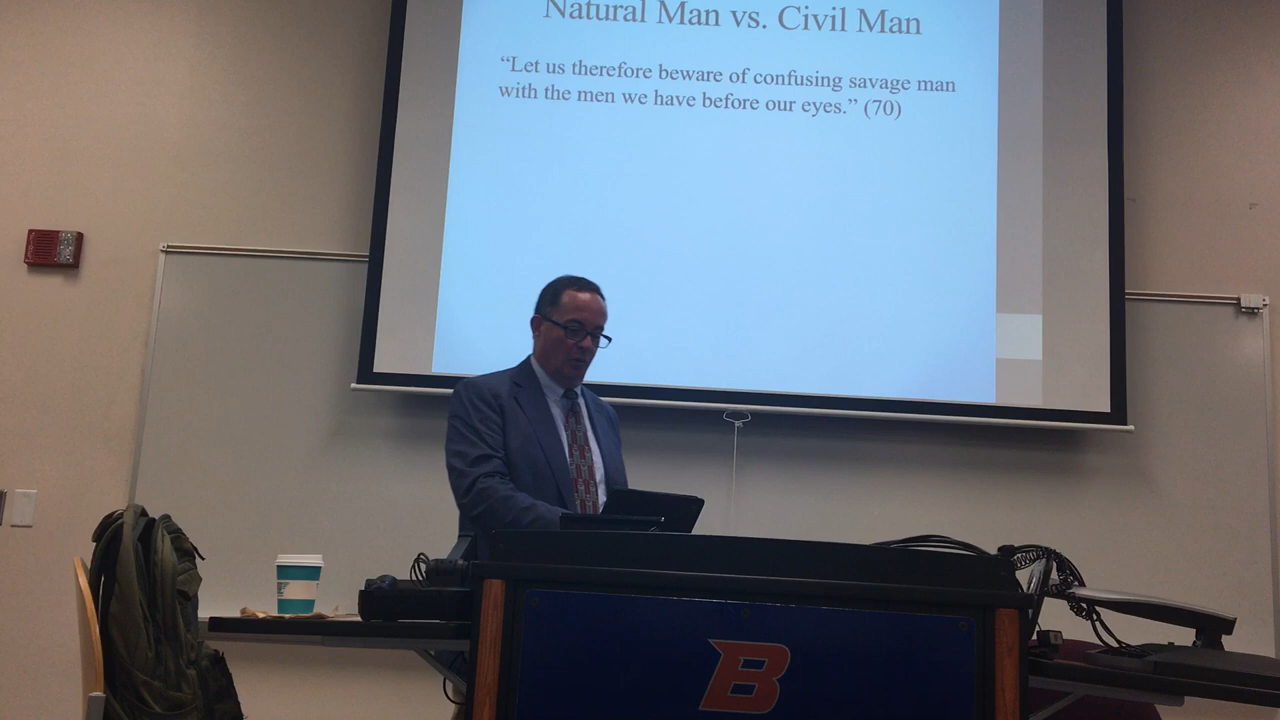 Natural Man vs. Civil Man
“Let us therefore beware of confusing savage man
with the men we have before our eyes.” (70)
B